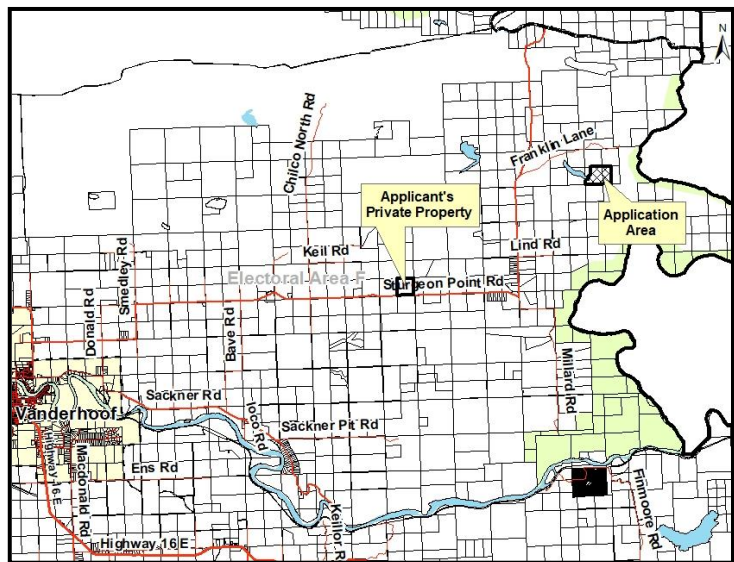 N
Chilco North Rd
Franklin Lane
Applicant's
Private Property
Application
Area
Smedley Rd
Keil Rd
Lind Rd
Electoral Area F
Sturgeon Point Rd
Donald Rd
Bave Rd
Millard Rd
Sackner Rd
Vanderhoof
Ioco Rd
Sackner Pit Rd
Highway 16 E
Macdonald Rd
Ens Rd
Keillor R
Finmoore Rd
Highway 16 E